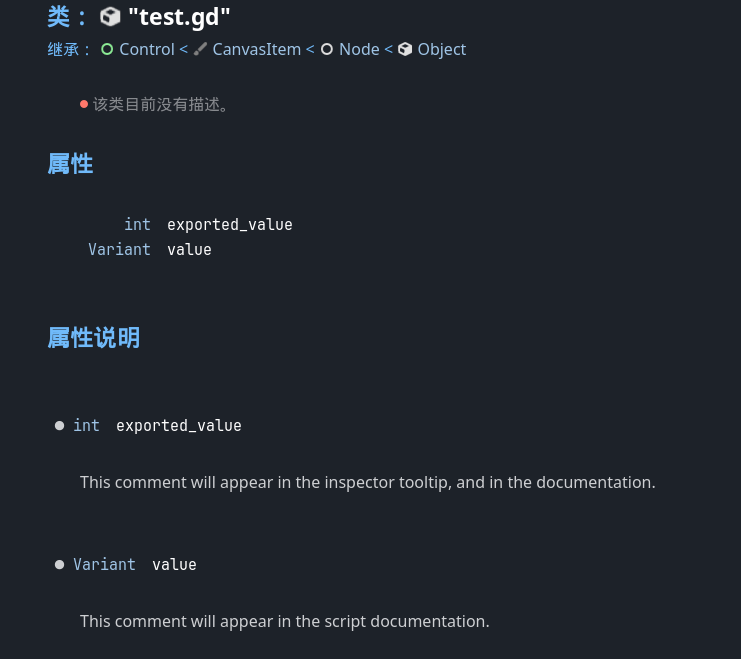 类： "test.gd"
继承： Control < CanvasItem < Node < Object
该类目前没有描述。
属性
int exported_value
Variant value
属性说明
int exported_value
This comment will appear in the inspector tooltip, and in the documentation.
Variant value
This comment will appear in the script documentation.